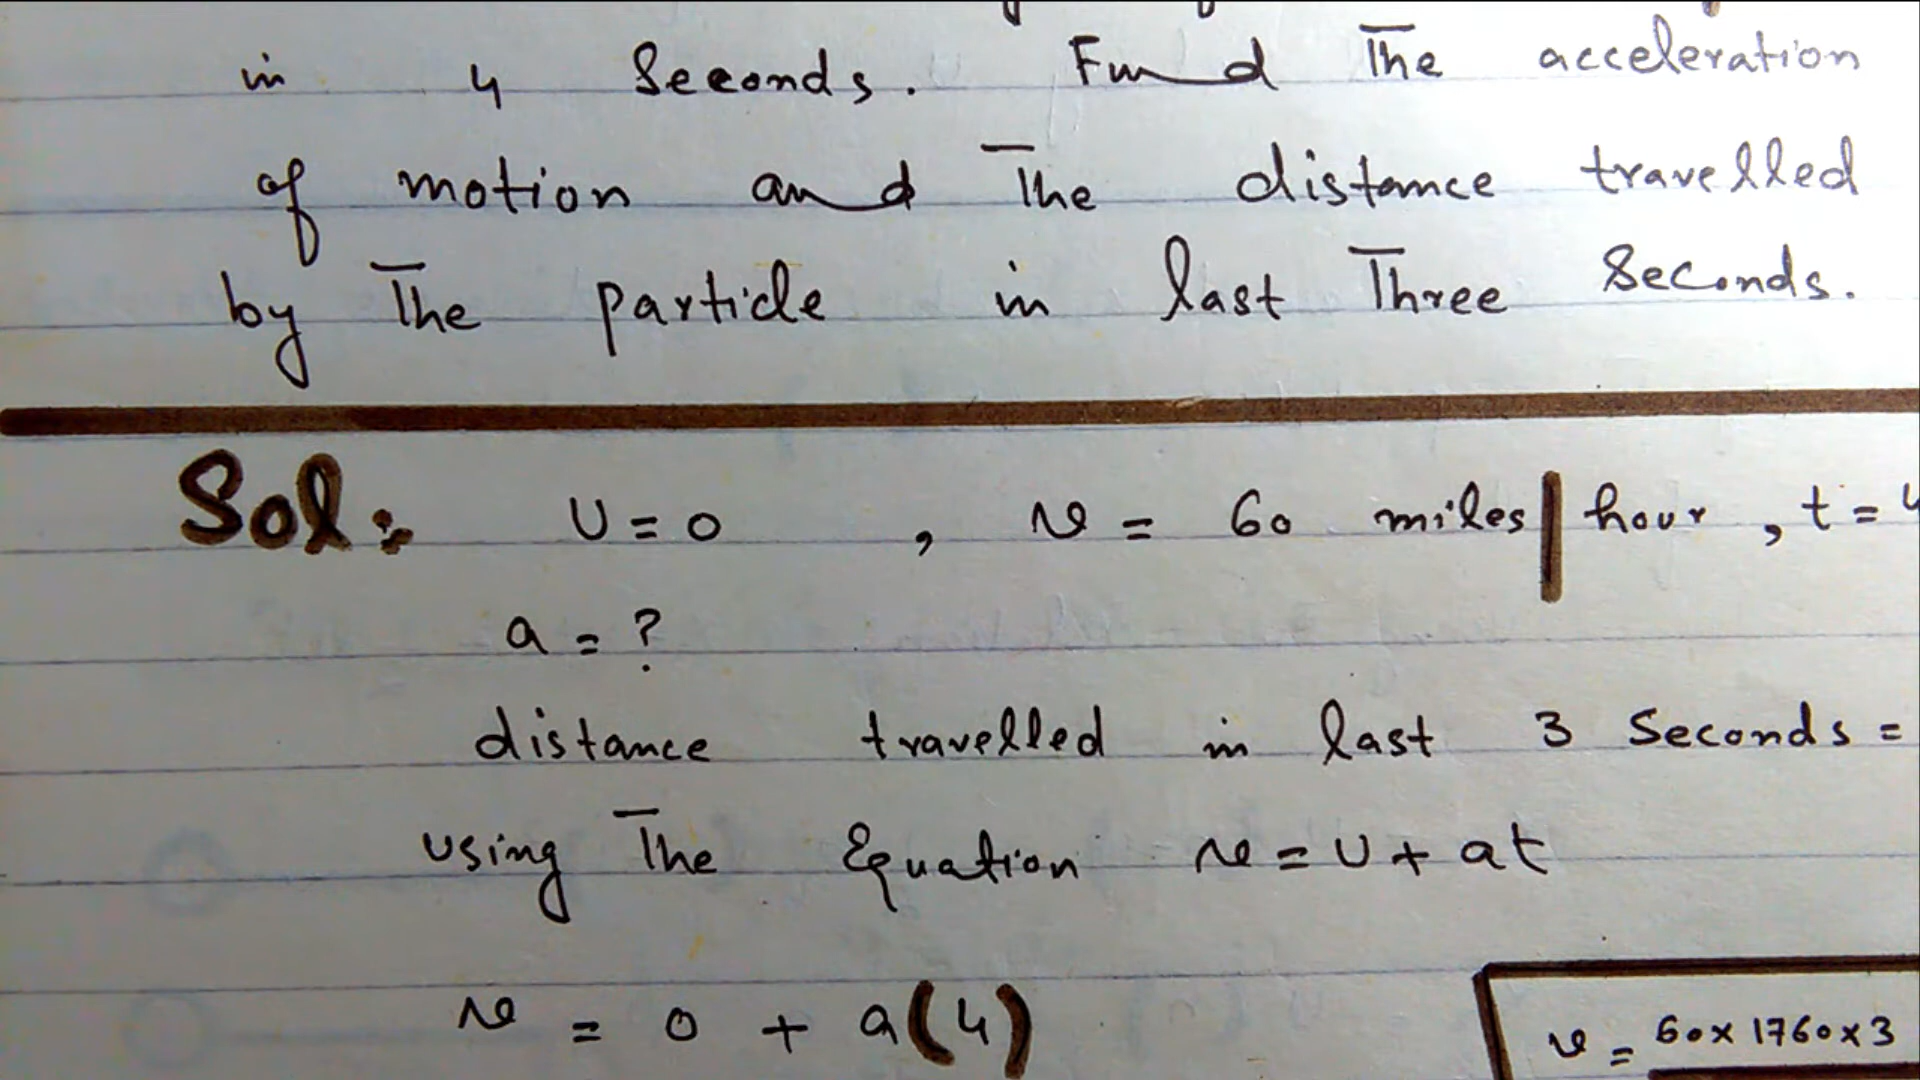 in 4 Seconds. Find The acceleration
of motion and The distance travelled
by The particle in last Three Seconds.
Sol:
U = 0 , v = 60 miles | hour , t = 4
a = ?
distance travelled in last 3 Seconds =
using The Equation v = U + at
v = 0 + a(4)
v = 60 x 1760 x 3